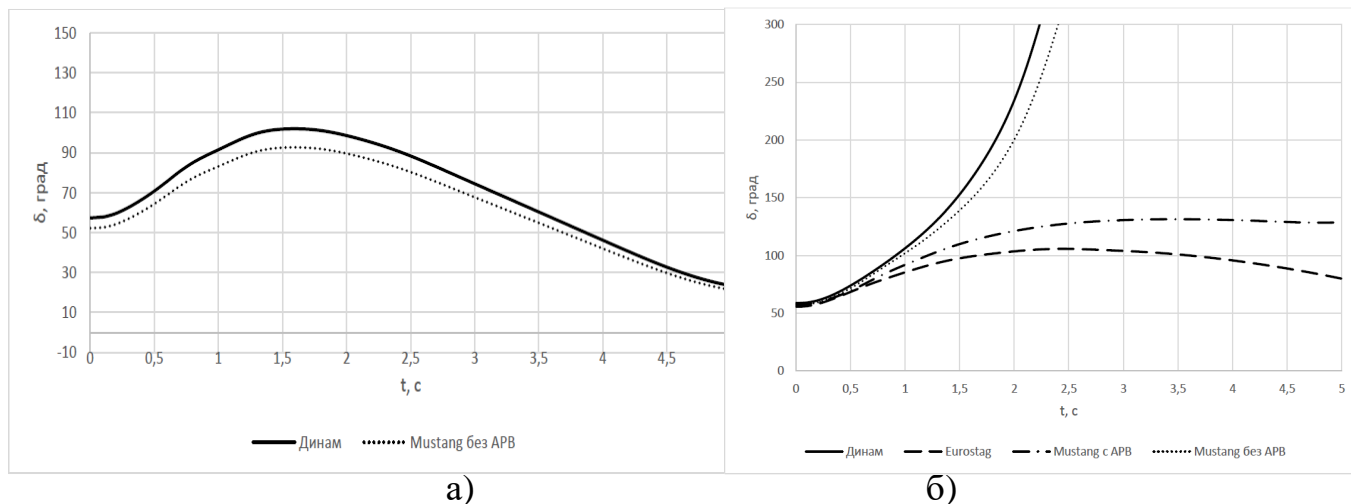 150
130
110
90
70
50
30
10
-10
δ, град
0 0,5 1 1,5 2 2,5 3 3,5 4 4,5
t, с
Динам Mustang без АРВ
а)
300
250
200
150
100
50
0
δ, град
0 0,5 1 1,5 2 2,5 3 3,5 4 4,5 5
t, с
Динам Eurostag Mustang с АРВ Mustang без АРВ
б)